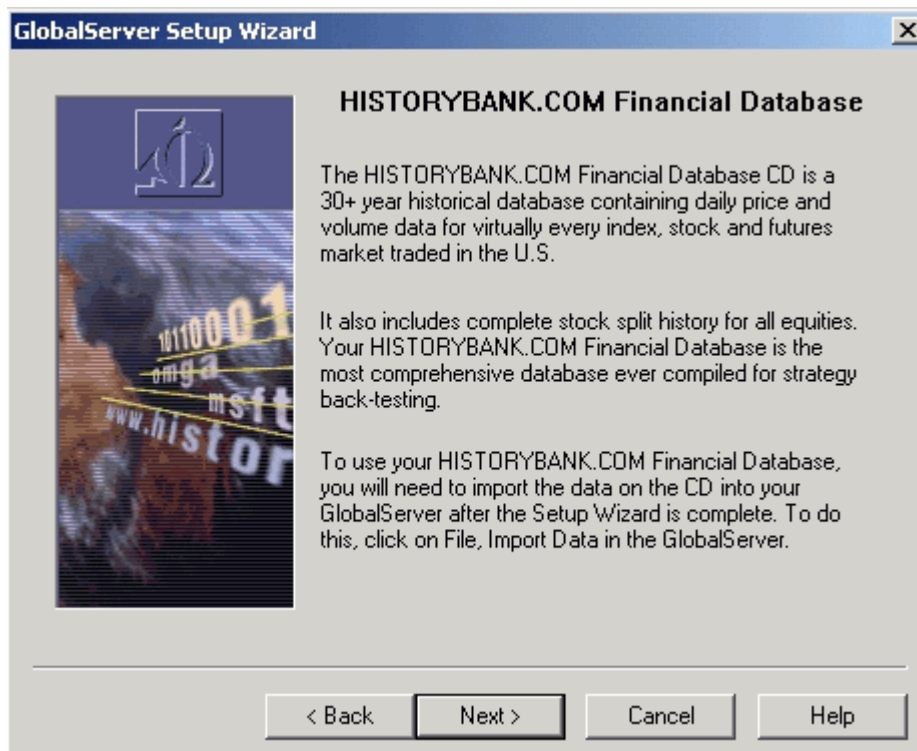 GlobalServer Setup Wizard
HISTORYBANK.COM Financial Database
The HISTORYBANK.COM Financial Database CD is a
30+ year historical database containing daily price and
volume data for virtually every index, stock and futures
market traded in the U.S.
It also includes complete stock split history for all equities.
Your HISTORYBANK.COM Financial Database is the
most comprehensive database ever compiled for strategy
back-testing.
To use your HISTORYBANK.COM Financial Database,
you will need to import the data on the CD into your
GlobalServer after the Setup Wizard is complete. To do
this, click on File, Import Data in the GlobalServer.
10110001
omga
msft
www.histor
< Back
Next >
Cancel
Help